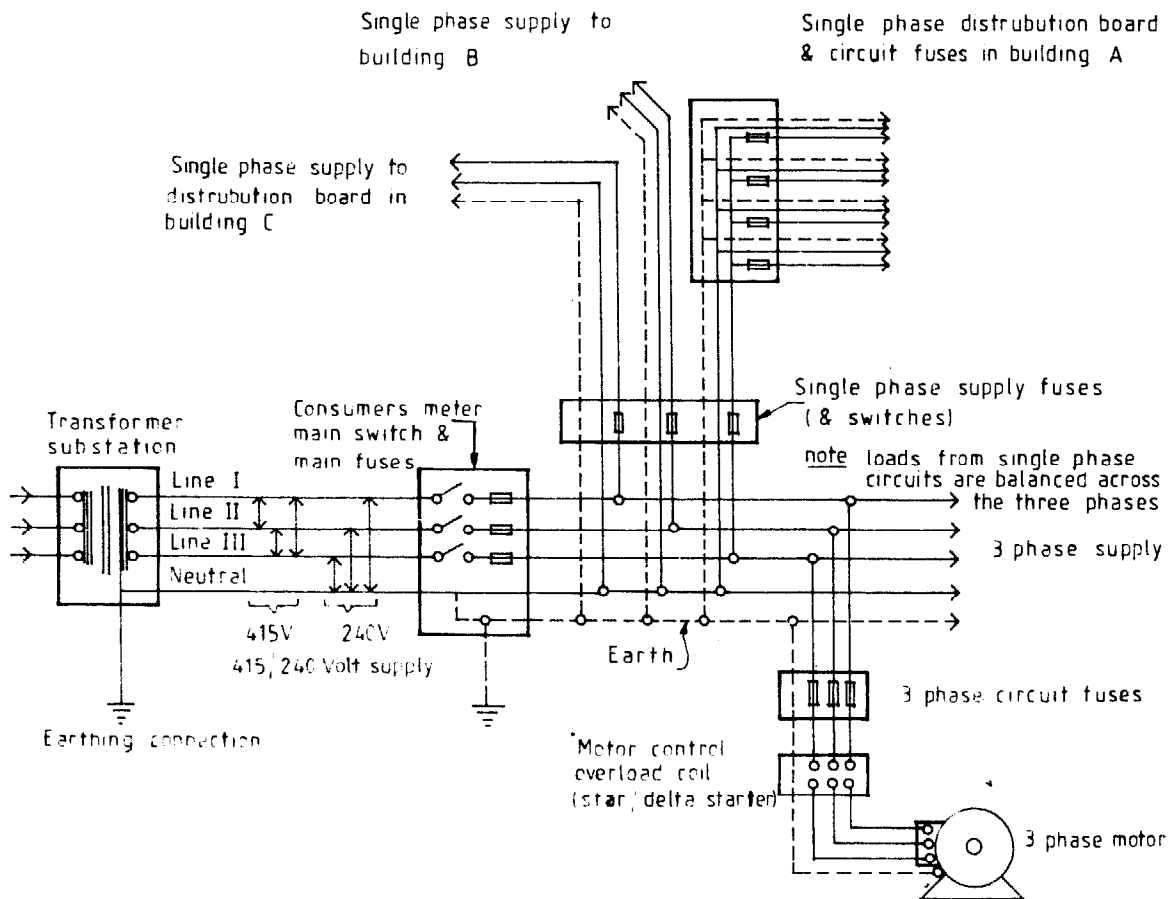 Single phase supply to
building B
Single phase distrubution board
& circuit fuses in building A
Single phase supply to
distrubution board in
building C
Single phase supply fuses
(& switches)
note loads from single phase
circuits are balanced across
the three phases
Transformer
substation
Consumers meter
main switch &
main fuses
Line I
Line II
Line III
Neutral
3 phase supply
415V
240V
415/240 Volt supply
Earth
Earthing connection
3 phase circuit fuses
Motor control
overload coil
(star/delta starter)
3 phase motor